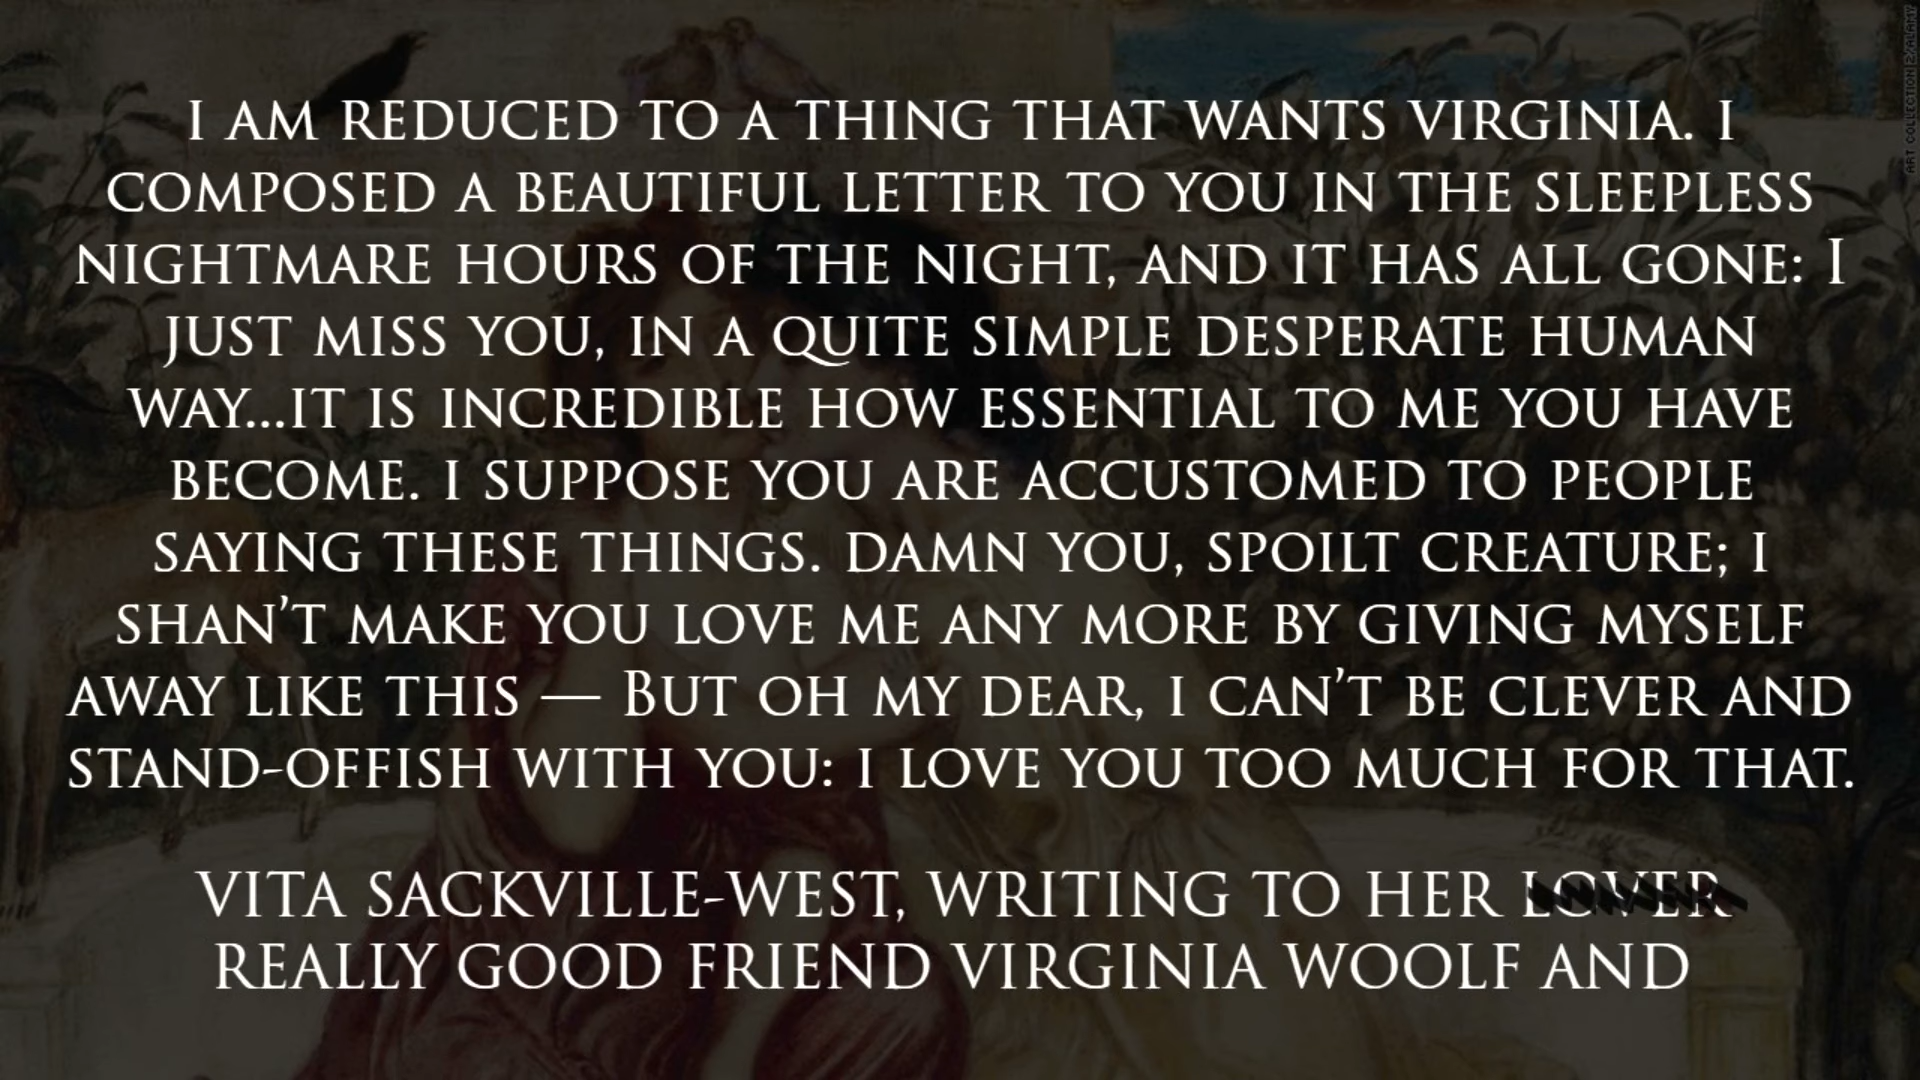 I AM REDUCED TO A THING THAT WANTS VIRGINIA. I
COMPOSED A BEAUTIFUL LETTER TO YOU IN THE SLEEPLESS
NIGHTMARE HOURS OF THE NIGHT, AND IT HAS ALL GONE: I
JUST MISS YOU, IN A QUITE SIMPLE DESPERATE HUMAN
WAY...IT IS INCREDIBLE HOW ESSENTIAL TO ME YOU HAVE
BECOME. I SUPPOSE YOU ARE ACCUSTOMED TO PEOPLE
SAYING THESE THINGS. DAMN YOU, SPOILT CREATURE; I
SHAN'T MAKE YOU LOVE ME ANY MORE BY GIVING MYSELF
AWAY LIKE THIS — BUT OH MY DEAR, I CAN'T BE CLEVER AND
STAND-OFFISH WITH YOU: I LOVE YOU TOO MUCH FOR THAT.
VITA SACKVILLE-WEST, WRITING TO HER LOVER
REALLY GOOD FRIEND VIRGINIA WOOLF AND
ART COLLECTION 2/ALAMY